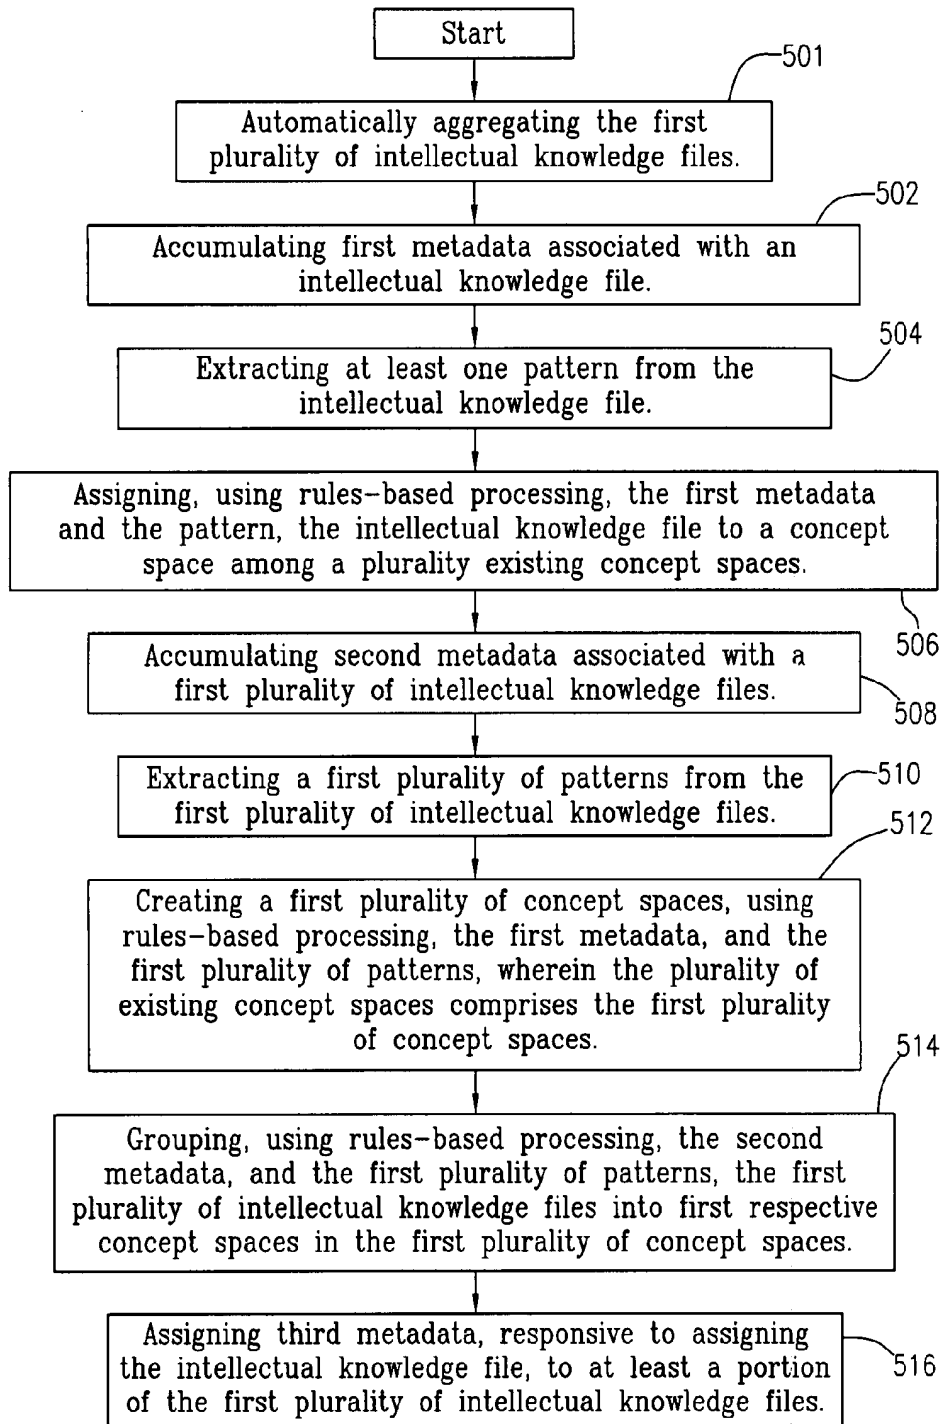 Start
501
Automatically aggregating the first
plurality of intellectual knowledge files.
502
Accumulating first metadata associated with an
intellectual knowledge file.
504
Extracting at least one pattern from the
intellectual knowledge file.
Assigning, using rules-based processing, the first metadata
and the pattern, the intellectual knowledge file to a concept
space among a plurality existing concept spaces.
506
Accumulating second metadata associated with a
first plurality of intellectual knowledge files.
508
Extracting a first plurality of patterns from the
first plurality of intellectual knowledge files.
510
512
Creating a first plurality of concept spaces, using
rules-based processing, the first metadata, and the
first plurality of patterns, wherein the plurality of
existing concept spaces comprises the first plurality
of concept spaces.
514
Grouping, using rules-based processing, the second
metadata, and the first plurality of patterns, the first
plurality of intellectual knowledge files into first respective
concept spaces in the first plurality of concept spaces.
Assigning third metadata, responsive to assigning
the intellectual knowledge file, to at least a portion
of the first plurality of intellectual knowledge files.
516